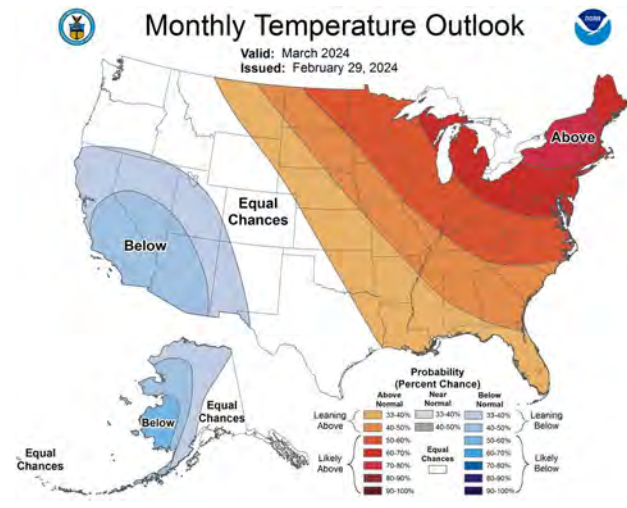 Monthly Temperature Outlook
Valid: March 2024
Issued: February 29, 2024
NOAA
Above
Equal
Chances
Below
Below
Equal
Chances
Equal
Chances
Probability
(Percent Chance)
Above Normal
Near Normal
Below Normal
Leaning Above
33-40%
33-40%
33-40%
Leaning Below
40-50%
40-50%
40-50%
Likely Above
50-60%
Equal Chances
50-60%
Likely Below
60-70%
60-70%
70-80%
70-80%
80-90%
80-90%
90-100%
90-100%